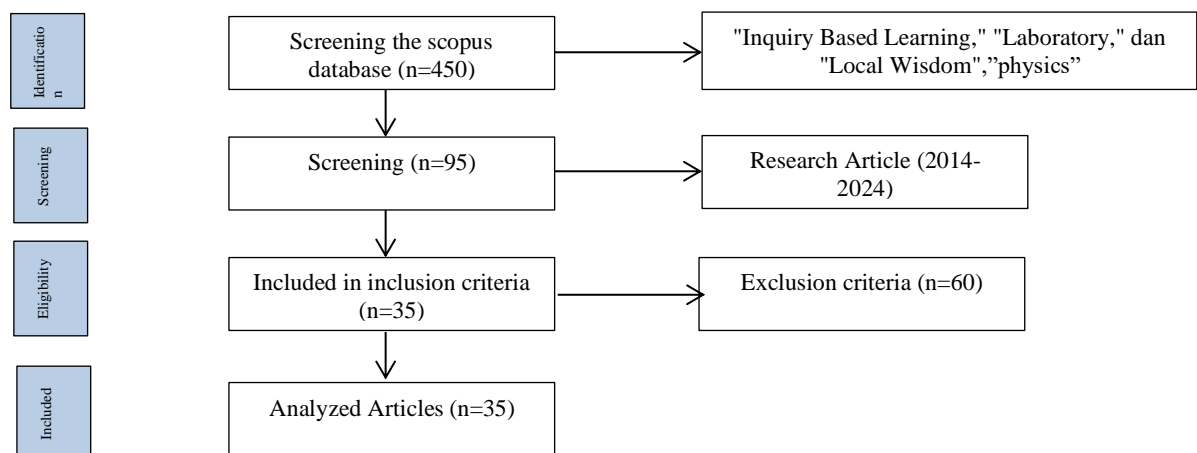 Identificatio
n
Screening the scopus
database (n=450)
"Inquiry Based Learning," "Laboratory," dan
"Local Wisdom",”physics”
Screening
Screening (n=95)
Research Article (2014-
2024)
Eligibility
Included in inclusion criteria
(n=35)
Exclusion criteria (n=60)
Included
Analyzed Articles (n=35)